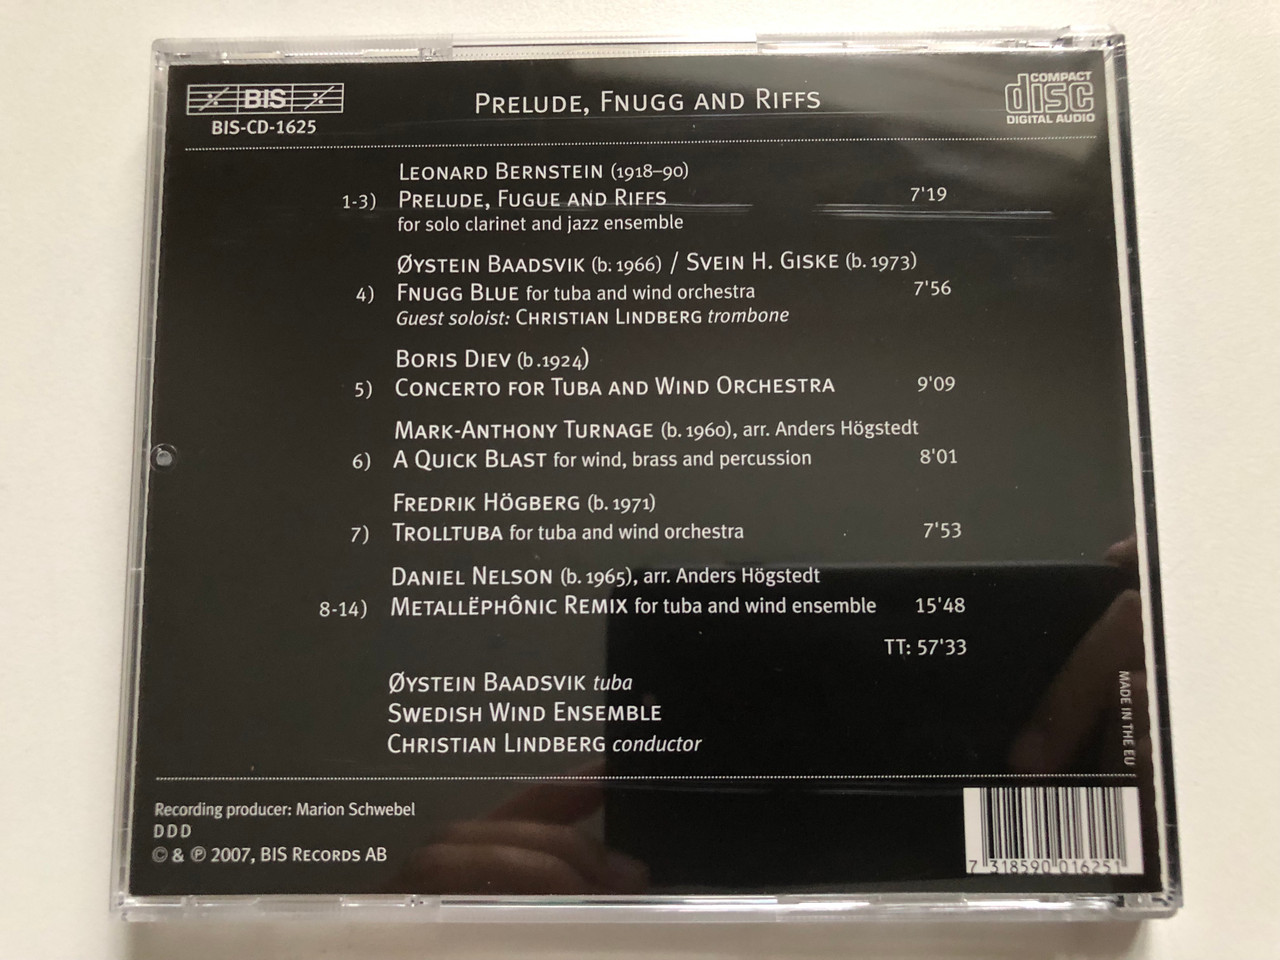 BIS
BIS-CD-1625
PRELUDE, FNUGG AND RIFFS
COMPACT
disc
DIGITAL AUDIO
LEONARD BERNSTEIN (1918–90)
1-3) PRELUDE, FUGUE AND RIFFS 7'19
for solo clarinet and jazz ensemble
ØYSTEIN BAADSVIK (b. 1966) / SVEIN H. GISKE (b. 1973)
4) FNUGG BLUE for tuba and wind orchestra 7'56
Guest soloist: CHRISTIAN LINDBERG trombone
BORIS DIEV (b.1924)
5) CONCERTO FOR TUBA AND WIND ORCHESTRA 9'09
MARK-ANTHONY TURNAGE (b. 1960), arr. Anders Högstedt
6) A QUICK BLAST for wind, brass and percussion 8'01
FREDRIK HÖGBERG (b. 1971)
7) TROLLTUBA for tuba and wind orchestra 7'53
DANIEL NELSON (b. 1965), arr. Anders Högstedt
8-14) METALLËPHÔNIC REMIX for tuba and wind ensemble 15'48
TT: 57'33
ØYSTEIN BAADSVIK tuba
SWEDISH WIND ENSEMBLE
CHRISTIAN LINDBERG conductor
MADE IN THE EU
Recording producer: Marion Schwebel
DDD
© & ℗ 2007, BIS RECORDS AB
7 318590 016251